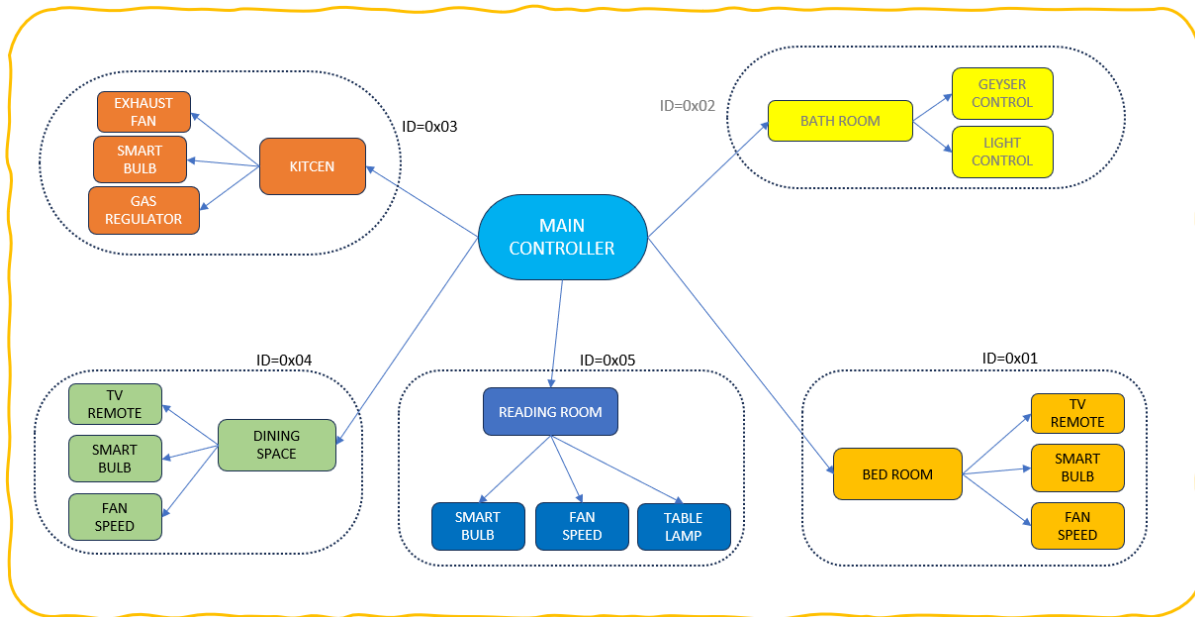 EXHAUST
FAN
SMART
BULB
GAS
REGULATOR
KITCEN
ID=0x03
ID=0x02
BATH ROOM
GEYSER
CONTROL
LIGHT
CONTROL
MAIN
CONTROLLER
ID=0x04
TV
REMOTE
SMART
BULB
FAN
SPEED
DINING
SPACE
ID=0x05
READING ROOM
SMART
BULB
FAN
SPEED
TABLE
LAMP
ID=0x01
BED ROOM
TV
REMOTE
SMART
BULB
FAN
SPEED